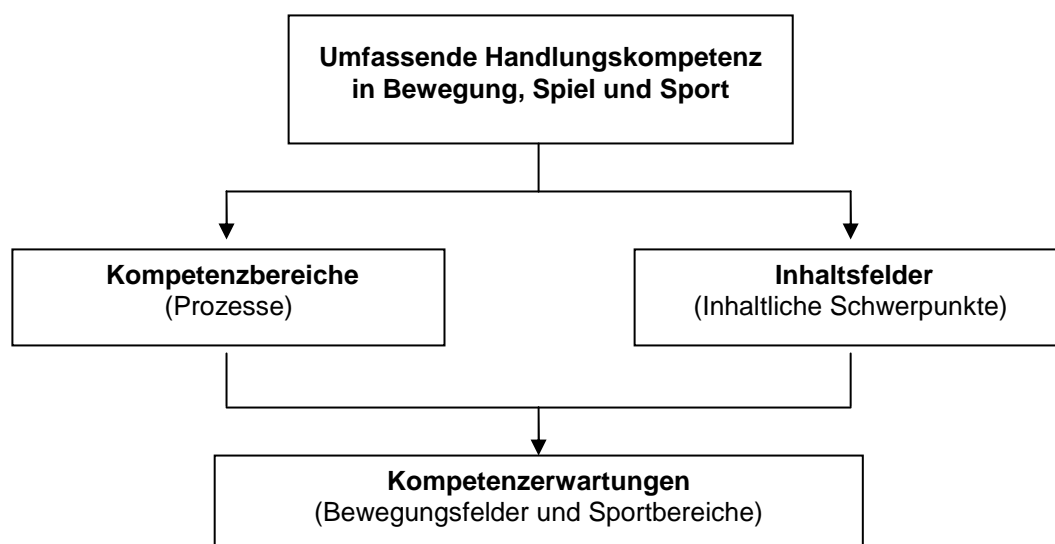 Umfassende Handlungskompetenz
in Bewegung, Spiel und Sport
Kompetenzbereiche
(Prozesse)
Inhaltsfelder
(Inhaltliche Schwerpunkte)
Kompetenzerwartungen
(Bewegungsfelder und Sportbereiche)